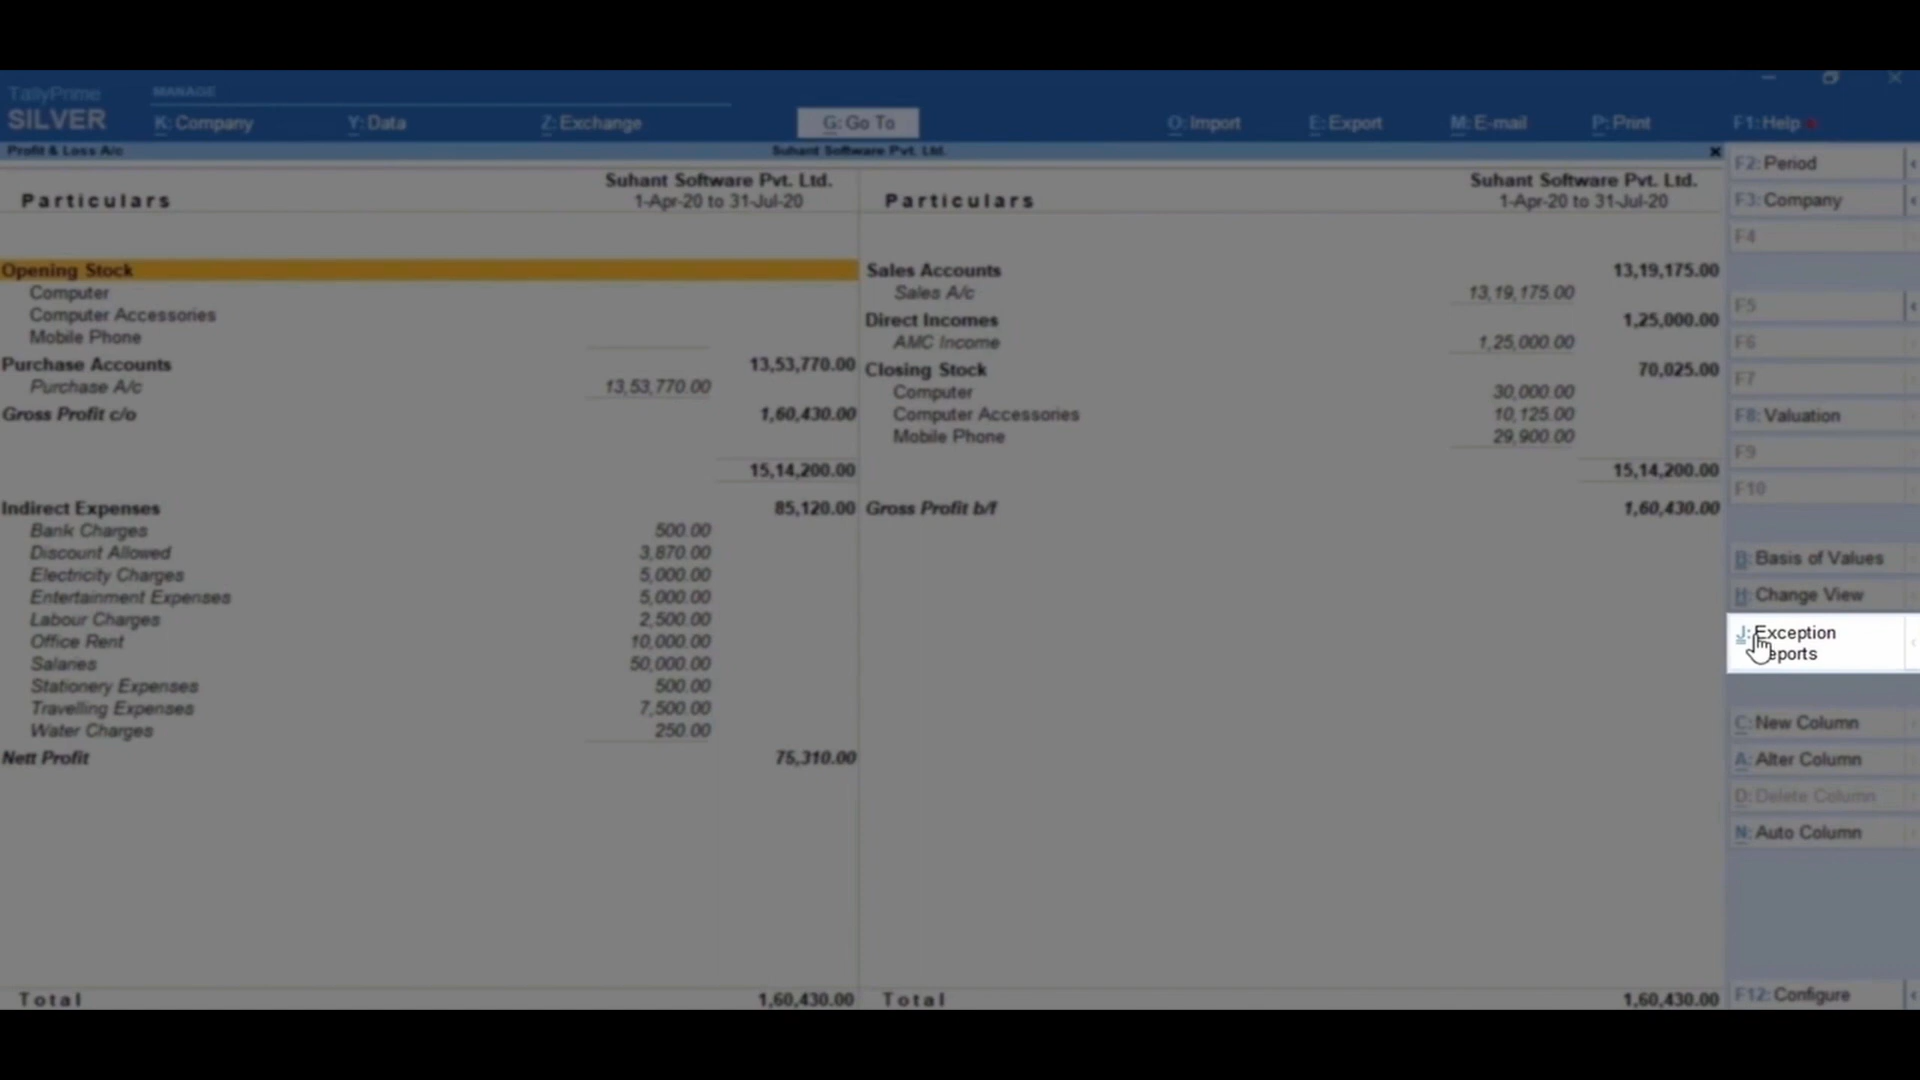 TallyPrime
SILVER
MANAGE
K: Company
Y: Data
Z: Exchange
G: Go To
O: Import
E: Export
M: E-mail
P: Print
F1: Help
Profit & Loss A/c
Suhant Software Pvt. Ltd.
Particulars
Suhant Software Pvt. Ltd.
1-Apr-20 to 31-Jul-20
Opening Stock
Computer
Computer Accessories
Mobile Phone
Purchase Accounts 13,53,770.00
Purchase A/c 13,53,770.00
Gross Profit c/o 1,60,430.00
15,14,200.00
Indirect Expenses 85,120.00
Bank Charges 500.00
Discount Allowed 3,870.00
Electricity Charges 5,000.00
Entertainment Expenses 5,000.00
Labour Charges 2,500.00
Office Rent 10,000.00
Salaries 50,000.00
Stationery Expenses 500.00
Travelling Expenses 7,500.00
Water Charges 250.00
Nett Profit 75,310.00
Total 1,60,430.00
Particulars
Suhant Software Pvt. Ltd.
1-Apr-20 to 31-Jul-20
Sales Accounts 13,19,175.00
Sales A/c 13,19,175.00
Direct Incomes 1,25,000.00
AMC Income 1,25,000.00
Closing Stock 70,025.00
Computer 30,000.00
Computer Accessories 10,125.00
Mobile Phone 29,900.00
15,14,200.00
Gross Profit b/f 1,60,430.00
Total 1,60,430.00
F2: Period
F3: Company
F4
F5
F6
F7
F8: Valuation
F9
F10
B: Basis of Values
H: Change View
J: Exception
eports
C: New Column
A: Alter Column
D: Delete Column
N: Auto Column
F12: Configure